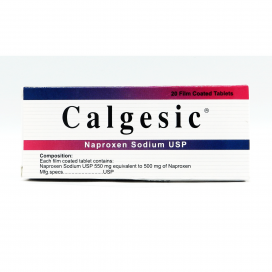 20 Film Coated Tablets
Calgesic®
Naproxen Sodium USP
Composition:
Each film coated tablet contains:
Naproxen Sodium USP 550 mg equivalent to 500 mg of Naproxen
Mfg specs........................USP